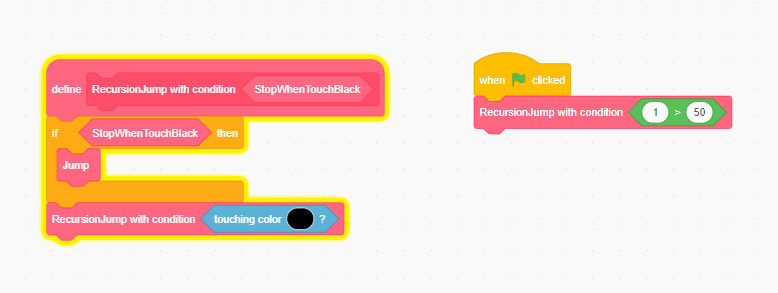 define RecursionJump with condition StopWhenTouchBlack
if StopWhenTouchBlack then
Jump
RecursionJump with condition touching color ?
when clicked
RecursionJump with condition 1 > 50